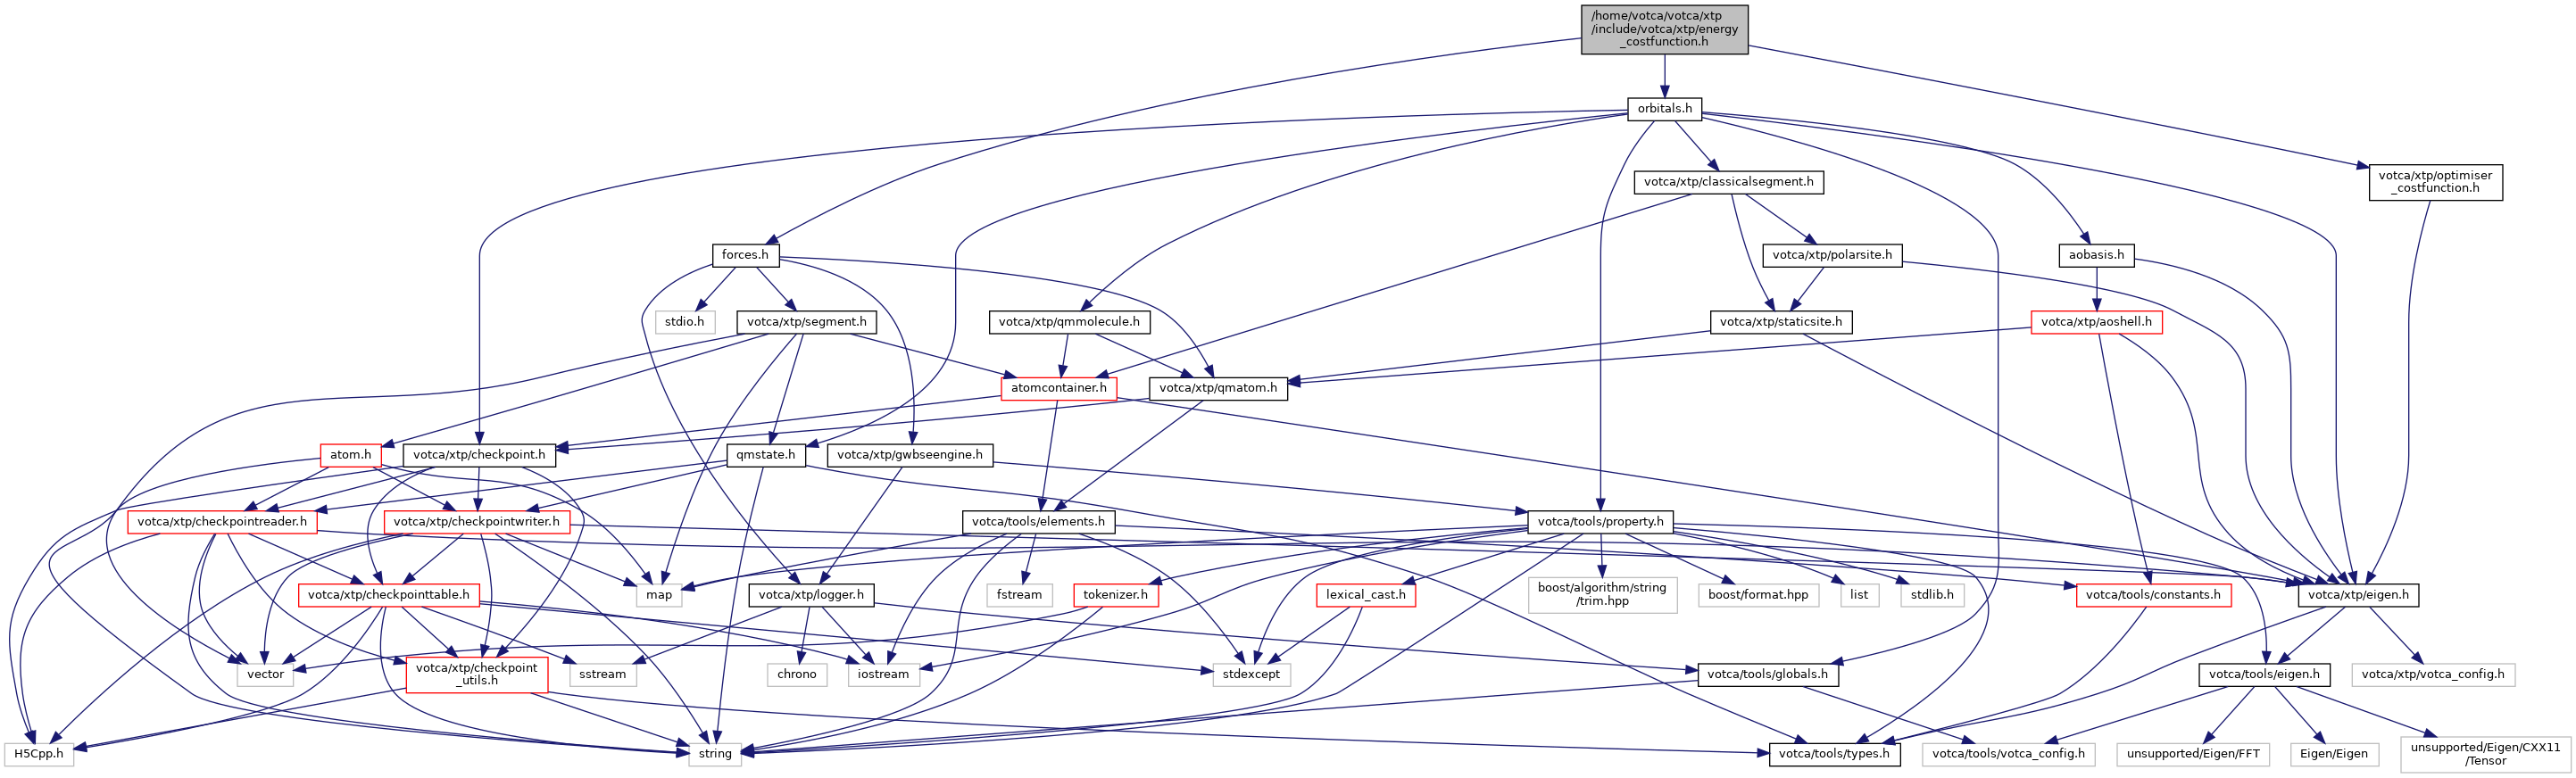 /home/votca/votca/xtp
/include/votca/xtp/energy
_costfunction.h
orbitals.h
votca/xtp/classicalsegment.h
votca/xtp/optimiser
_costfunction.h
forces.h
votca/xtp/polarsite.h
aobasis.h
stdio.h
votca/xtp/segment.h
votca/xtp/qmmolecule.h
votca/xtp/staticsite.h
votca/xtp/aoshell.h
atomcontainer.h
votca/xtp/qmatom.h
atom.h
votca/xtp/checkpoint.h
qmstate.h
votca/xtp/gwbseengine.h
votca/xtp/checkpointreader.h
votca/xtp/checkpointwriter.h
votca/tools/elements.h
votca/tools/property.h
votca/xtp/checkpointtable.h
map
votca/xtp/logger.h
fstream
tokenizer.h
lexical_cast.h
boost/algorithm/string
/trim.hpp
boost/format.hpp
list
stdlib.h
votca/tools/constants.h
votca/xtp/eigen.h
vector
votca/xtp/checkpoint
_utils.h
sstream
chrono
iostream
stdexcept
votca/tools/globals.h
votca/tools/eigen.h
votca/xtp/votca_config.h
H5Cpp.h
string
votca/tools/types.h
votca/tools/votca_config.h
unsupported/Eigen/FFT
Eigen/Eigen
unsupported/Eigen/CXX11
/Tensor